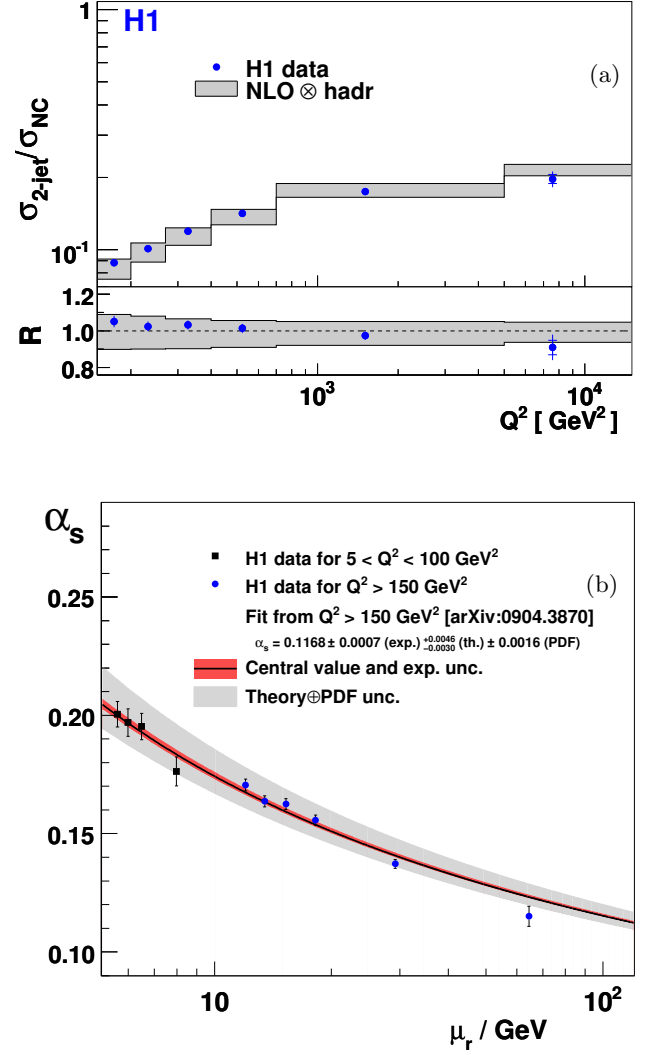 H1
1
H1 data
(a)
NLO ⊗ hadr
σ2-jet/σNC
10⁻¹
1.2
1.0
0.8
R
10³
10⁴
Q² [ GeV² ]
αs
H1 data for 5 < Q² < 100 GeV²
(b)
H1 data for Q² > 150 GeV²
Fit from Q² > 150 GeV² [arXiv:0904.3870]
αs = 0.1168 ± 0.0007 (exp.) +0.0046 −0.0030 (th.) ± 0.0016 (PDF)
Central value and exp. unc.
Theory⊕PDF unc.
0.25
0.20
0.15
0.10
10
10²
μr / GeV